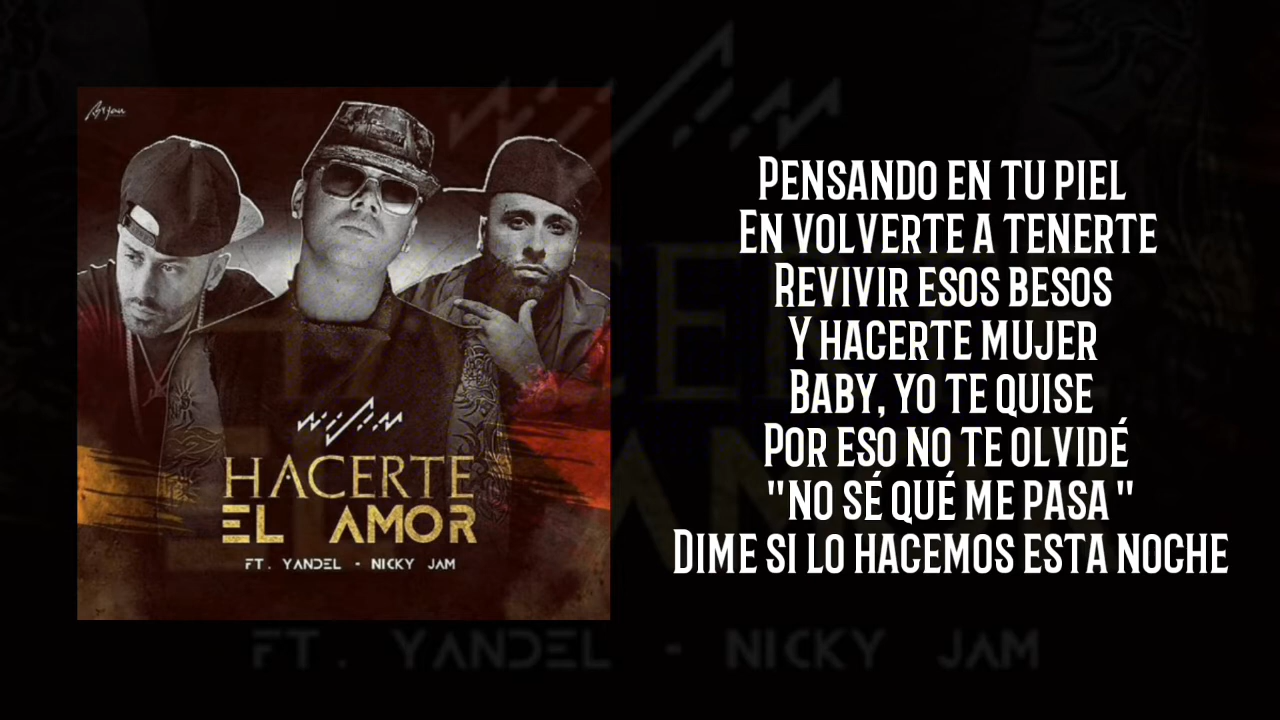 HACERTE
EL AMOR
FT. YANDEL - NICKY JAM
PENSANDO EN TU PIEL
EN VOLVERTE A TENERTE
REVIVIR ESOS BESOS
Y HACERTE MUJER
BABY, YO TE QUISE
POR ESO NO TE OLVIDÉ
"NO SÉ QUÉ ME PASA"
DIME SI LO HACEMOS ESTA NOCHE
FT. YANDEL - NICKY JAM